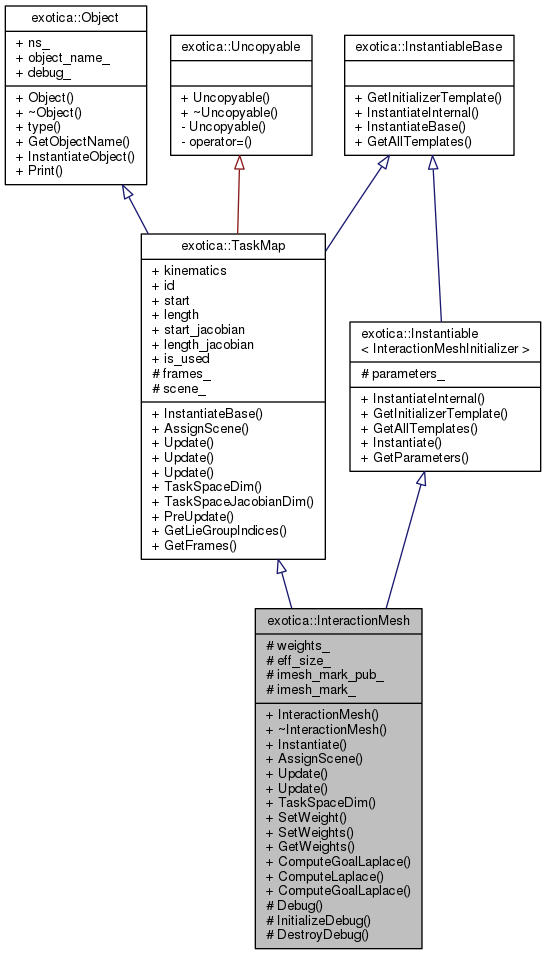 exotica::Object
+ ns_
+ object_name_
+ debug_
+ Object()
+ ~Object()
+ type()
+ GetObjectName()
+ InstantiateObject()
+ Print()
exotica::Uncopyable
+ Uncopyable()
+ ~Uncopyable()
- Uncopyable()
- operator=()
exotica::InstantiableBase
+ GetInitializerTemplate()
+ InstantiateInternal()
+ InstantiateBase()
+ GetAllTemplates()
exotica::TaskMap
+ kinematics
+ id
+ start
+ length
+ start_jacobian
+ length_jacobian
+ is_used
# frames_
# scene_
+ InstantiateBase()
+ AssignScene()
+ Update()
+ Update()
+ Update()
+ TaskSpaceDim()
+ TaskSpaceJacobianDim()
+ PreUpdate()
+ GetLieGroupIndices()
+ GetFrames()
exotica::Instantiable
< InteractionMeshInitializer >
# parameters_
+ InstantiateInternal()
+ GetInitializerTemplate()
+ GetAllTemplates()
+ Instantiate()
+ GetParameters()
exotica::InteractionMesh
# weights_
# eff_size_
# imesh_mark_pub_
# imesh_mark_
+ InteractionMesh()
+ ~InteractionMesh()
+ Instantiate()
+ AssignScene()
+ Update()
+ Update()
+ TaskSpaceDim()
+ SetWeight()
+ SetWeights()
+ GetWeights()
+ ComputeGoalLaplace()
+ ComputeLaplace()
+ ComputeGoalLaplace()
# Debug()
# InitializeDebug()
# DestroyDebug()